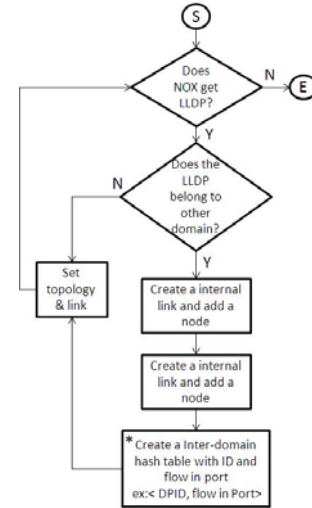 S
Does
NOX get
LLDP?
N
E
Y
Does the
LLDP
belong to
other
domain?
N
Y
Set
topology
& link
Create a internal
link and add a
node
Create a internal
link and add a
node
* Create a Inter-domain
hash table with ID and
flow in port
ex:< DPID, flow in Port>